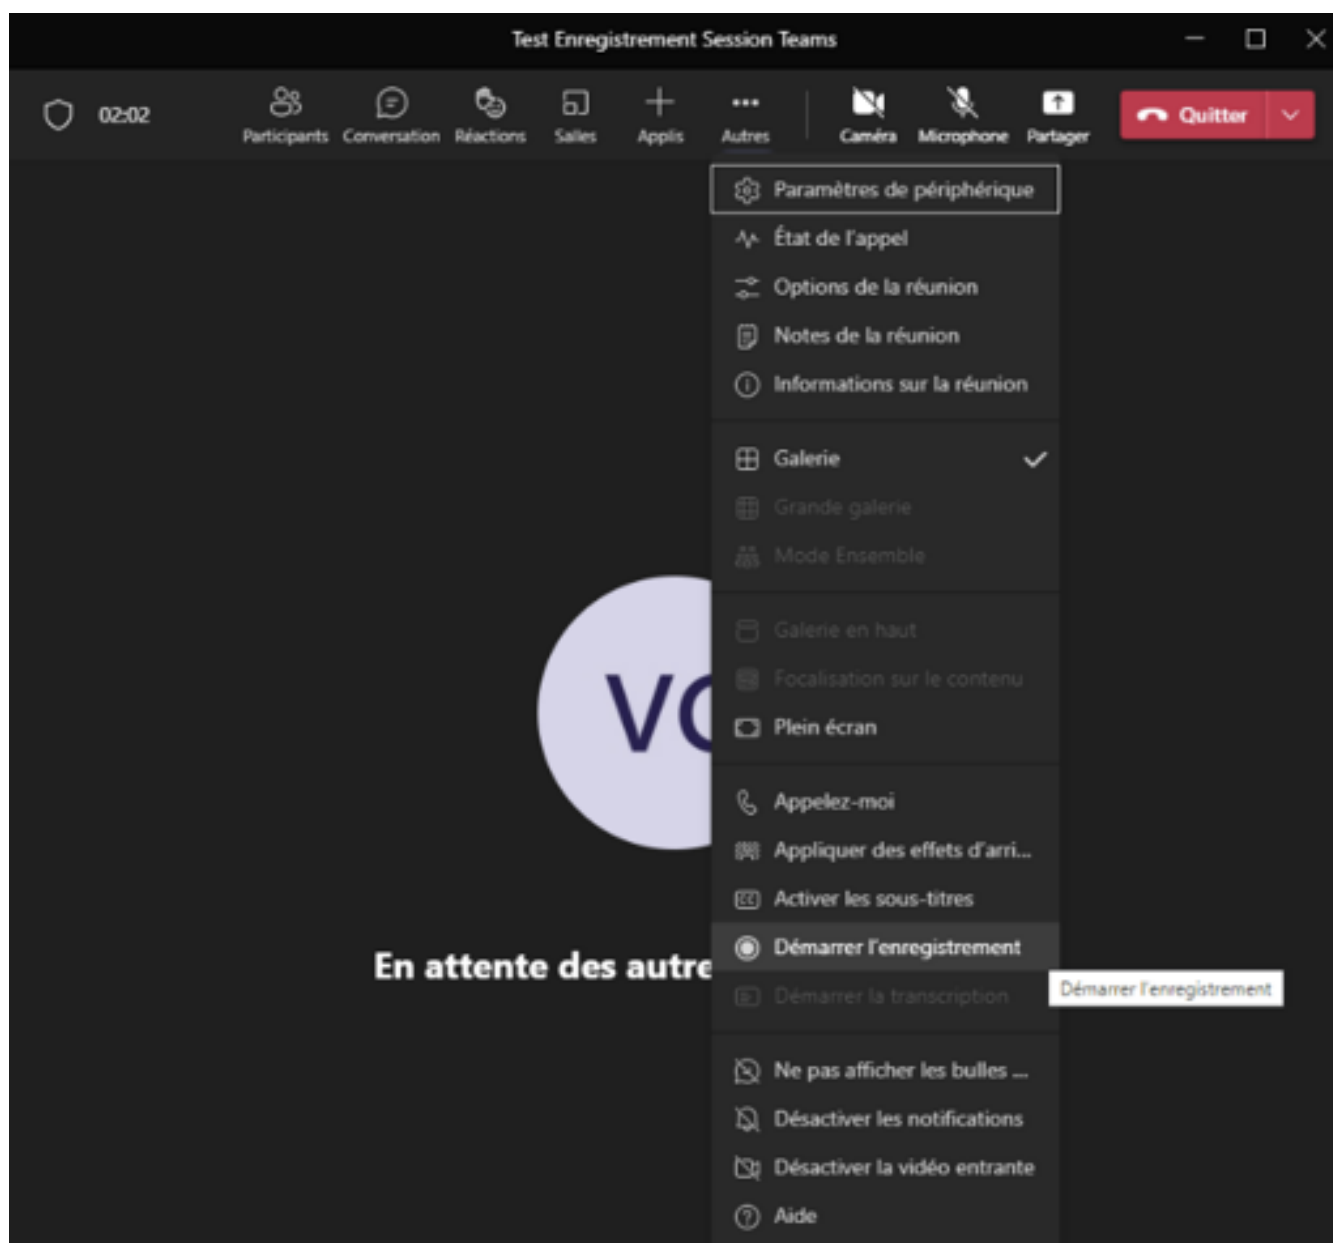 Test Enregistrement Session Teams
02:02
Participants Conversation Réactions Salles Applis Autres Caméra Microphone Partager Quitter
Paramètres de périphérique
État de l'appel
Options de la réunion
Notes de la réunion
Informations sur la réunion
Galerie
Grande galerie
Mode Ensemble
Galerie en haut
Focalisation sur le contenu
Plein écran
Appelez-moi
Appliquer des effets d'arri...
Activer les sous-titres
Démarrer l'enregistrement
Démarrer la transcription
Démarrer l'enregistrement
Ne pas afficher les bulles ...
Désactiver les notifications
Désactiver la vidéo entrante
Aide
En attente des autre